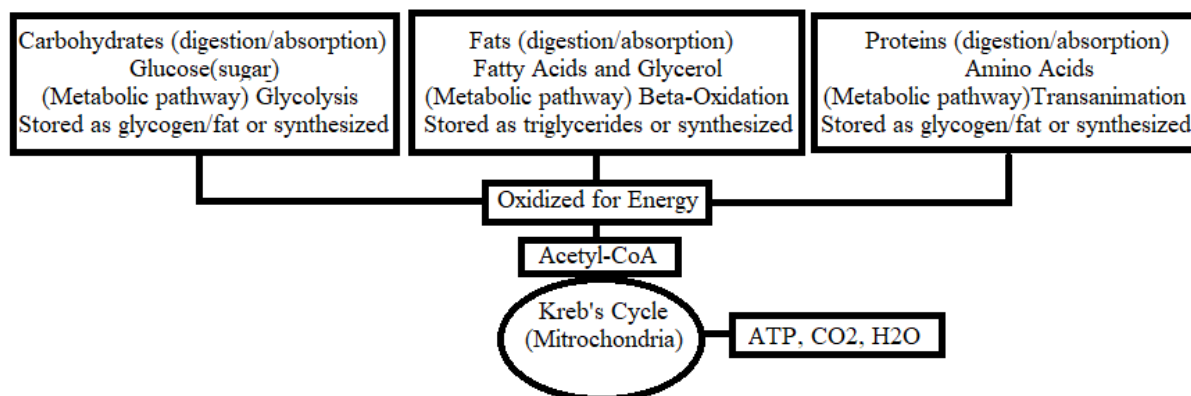 Carbohydrates (digestion/absorption)
Glucose(sugar)
(Metabolic pathway) Glycolysis
Stored as glycogen/fat or synthesized
Fats (digestion/absorption)
Fatty Acids and Glycerol
(Metabolic pathway) Beta-Oxidation
Stored as triglycerides or synthesized
Proteins (digestion/absorption)
Amino Acids
(Metabolic pathway)Transanimation
Stored as glycogen/fat or synthesized
Oxidized for Energy
Acetyl-CoA
Kreb's Cycle
(Mitrochondria)
ATP, CO2, H2O